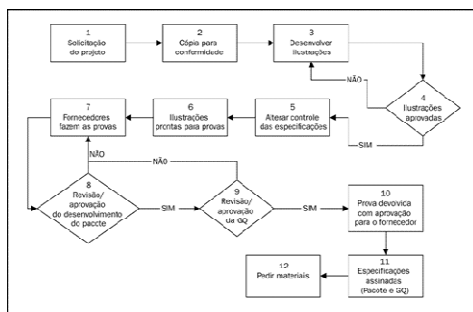 1
Solicitação
do projeto
2
Cópia para
conformidade
3
Desenvolver
ilustrações
NÃO
4
Ilustrações
aprovadas
SIM
5
Alterar controle
das especificações
6
Ilustrações
prontas para provas
7
Fornecedores
fazem as provas
NÃO
NÃO
8
Revisão/
aprovação
do desenvolvimento
do pacote
SIM
9
Revisão/
aprovação
da GQ
SIM
10
Prova devolvida
com aprovação
para o fornecedor
11
Especificações
assinadas
(Pacote e GQ)
12
Pedir materiais